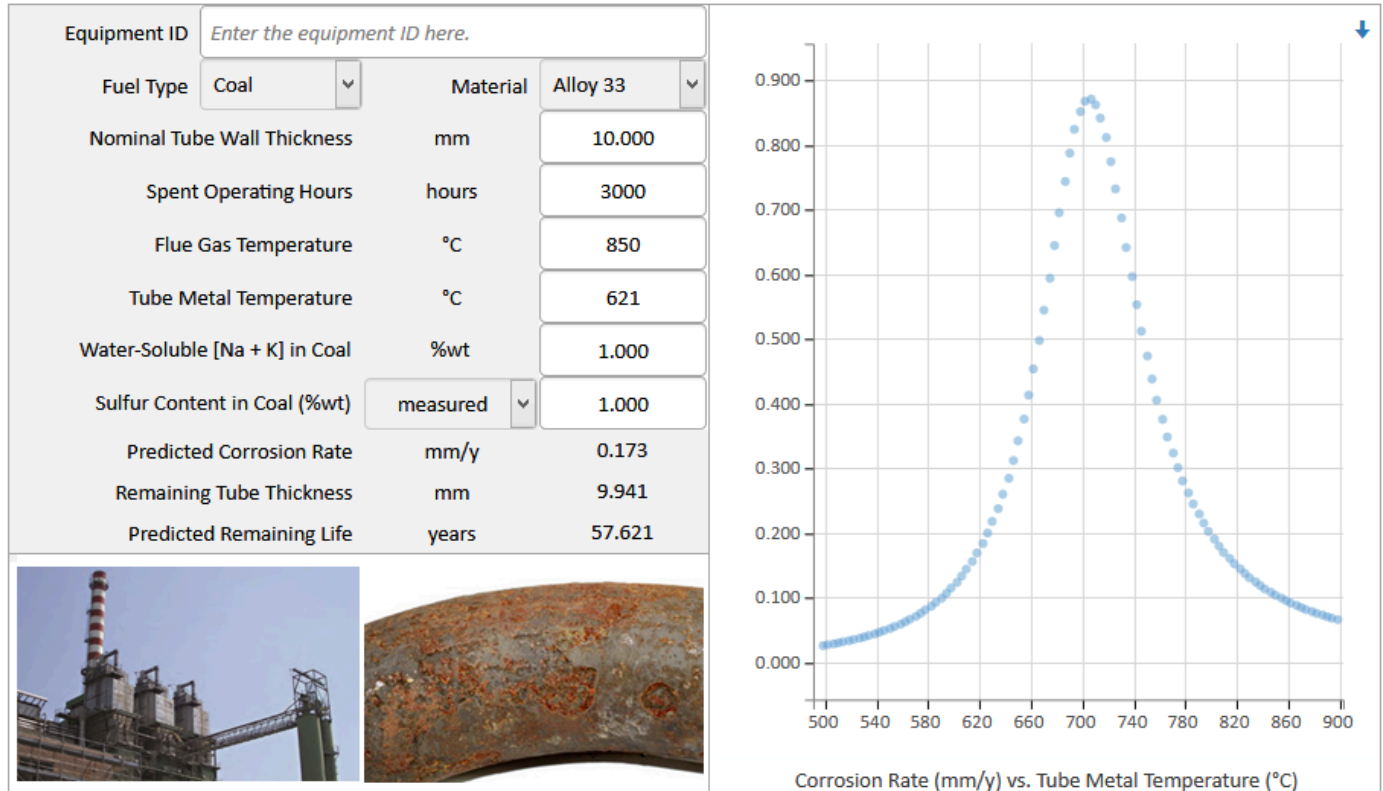 Equipment ID Enter the equipment ID here.
Fuel Type Coal Material Alloy 33
Nominal Tube Wall Thickness mm 10.000
Spent Operating Hours hours 3000
Flue Gas Temperature °C 850
Tube Metal Temperature °C 621
Water-Soluble [Na + K] in Coal %wt 1.000
Sulfur Content in Coal (%wt) measured 1.000
Predicted Corrosion Rate mm/y 0.173
Remaining Tube Thickness mm 9.941
Predicted Remaining Life years 57.621
0.900
0.800
0.700
0.600
0.500
0.400
0.300
0.200
0.100
0.000
500 540 580 620 660 700 740 780 820 860 900
Corrosion Rate (mm/y) vs. Tube Metal Temperature (°C)